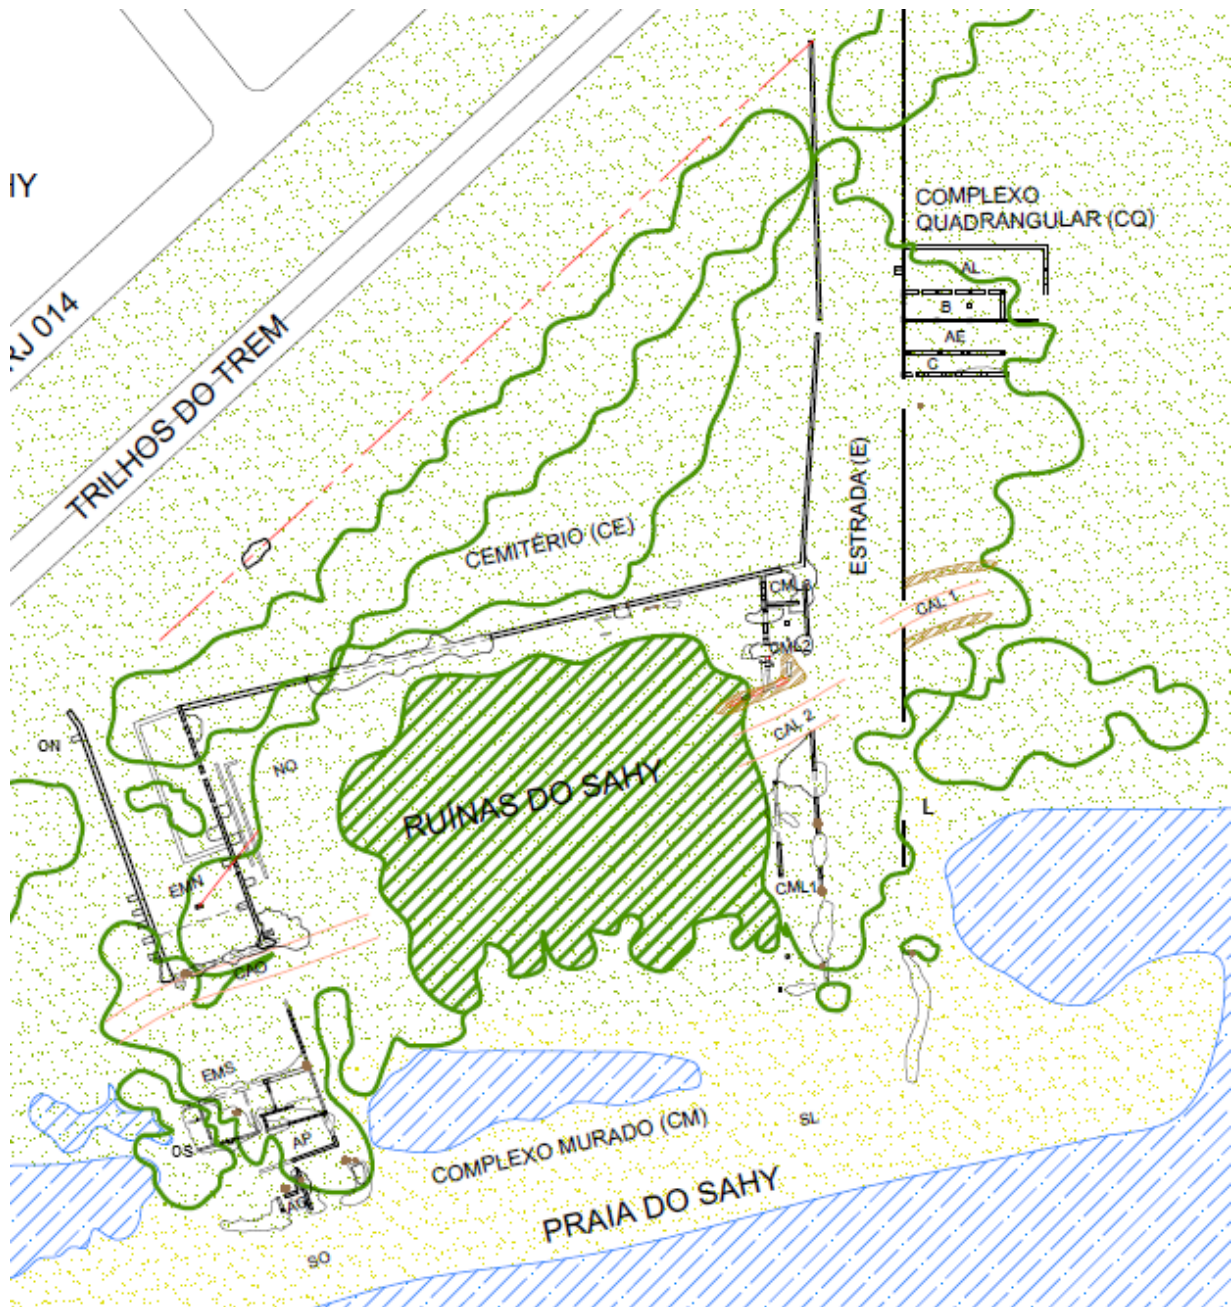 IY
COMPLEXO
QUADRANGULAR (CQ)
E
AL
B
AE
C
RJ 014
TRILHOS DO TREM
ESTRADA (E)
CEMITÉRIO (CE)
CML3
CAL 1
CML2
CAL 2
ON
NO
RUÍNAS DO SAHY
L
EMN
CML1
CAO
EMS
SL
COMPLEXO MURADO (CM)
OS
AP
PRAIA DO SAHY
SO